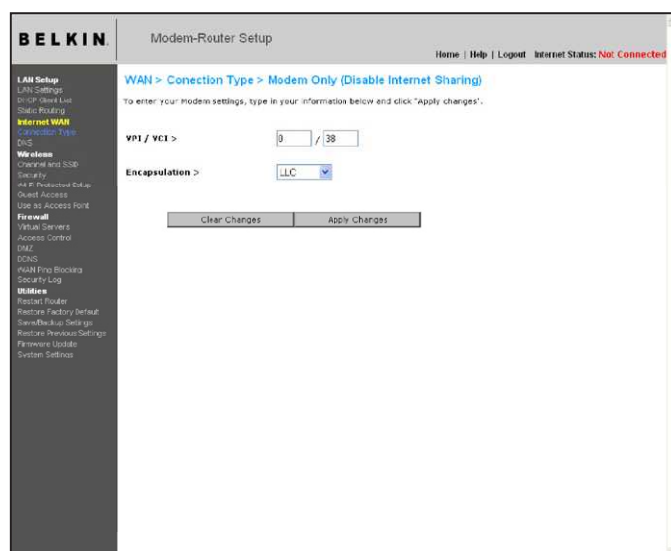 BELKIN.
Modem-Router Setup
Home | Help | Logout Internet Status: Not Connected
LAN Setup
LAN Settings
DHCP Client List
Static Routing
Internet WAN
Connection Type
DNS
Wireless
Channel and SSID
Security
Wi-Fi Protected Setup
Guest Access
Use as Access Point
Firewall
Virtual Servers
Access Control
DMZ
DDNS
WAN Ping Blocking
Security Log
Utilities
Restart Router
Restore Factory Default
Save/Backup Settings
Restore Previous Settings
Firmware Update
System Settings
WAN > Conection Type > Modem Only (Disable Internet Sharing)
To enter your Modem settings, type in your information below and click "Apply changes".
VPI / VCI > 0 / 38
Encapsulation > LLC
Clear Changes Apply Changes